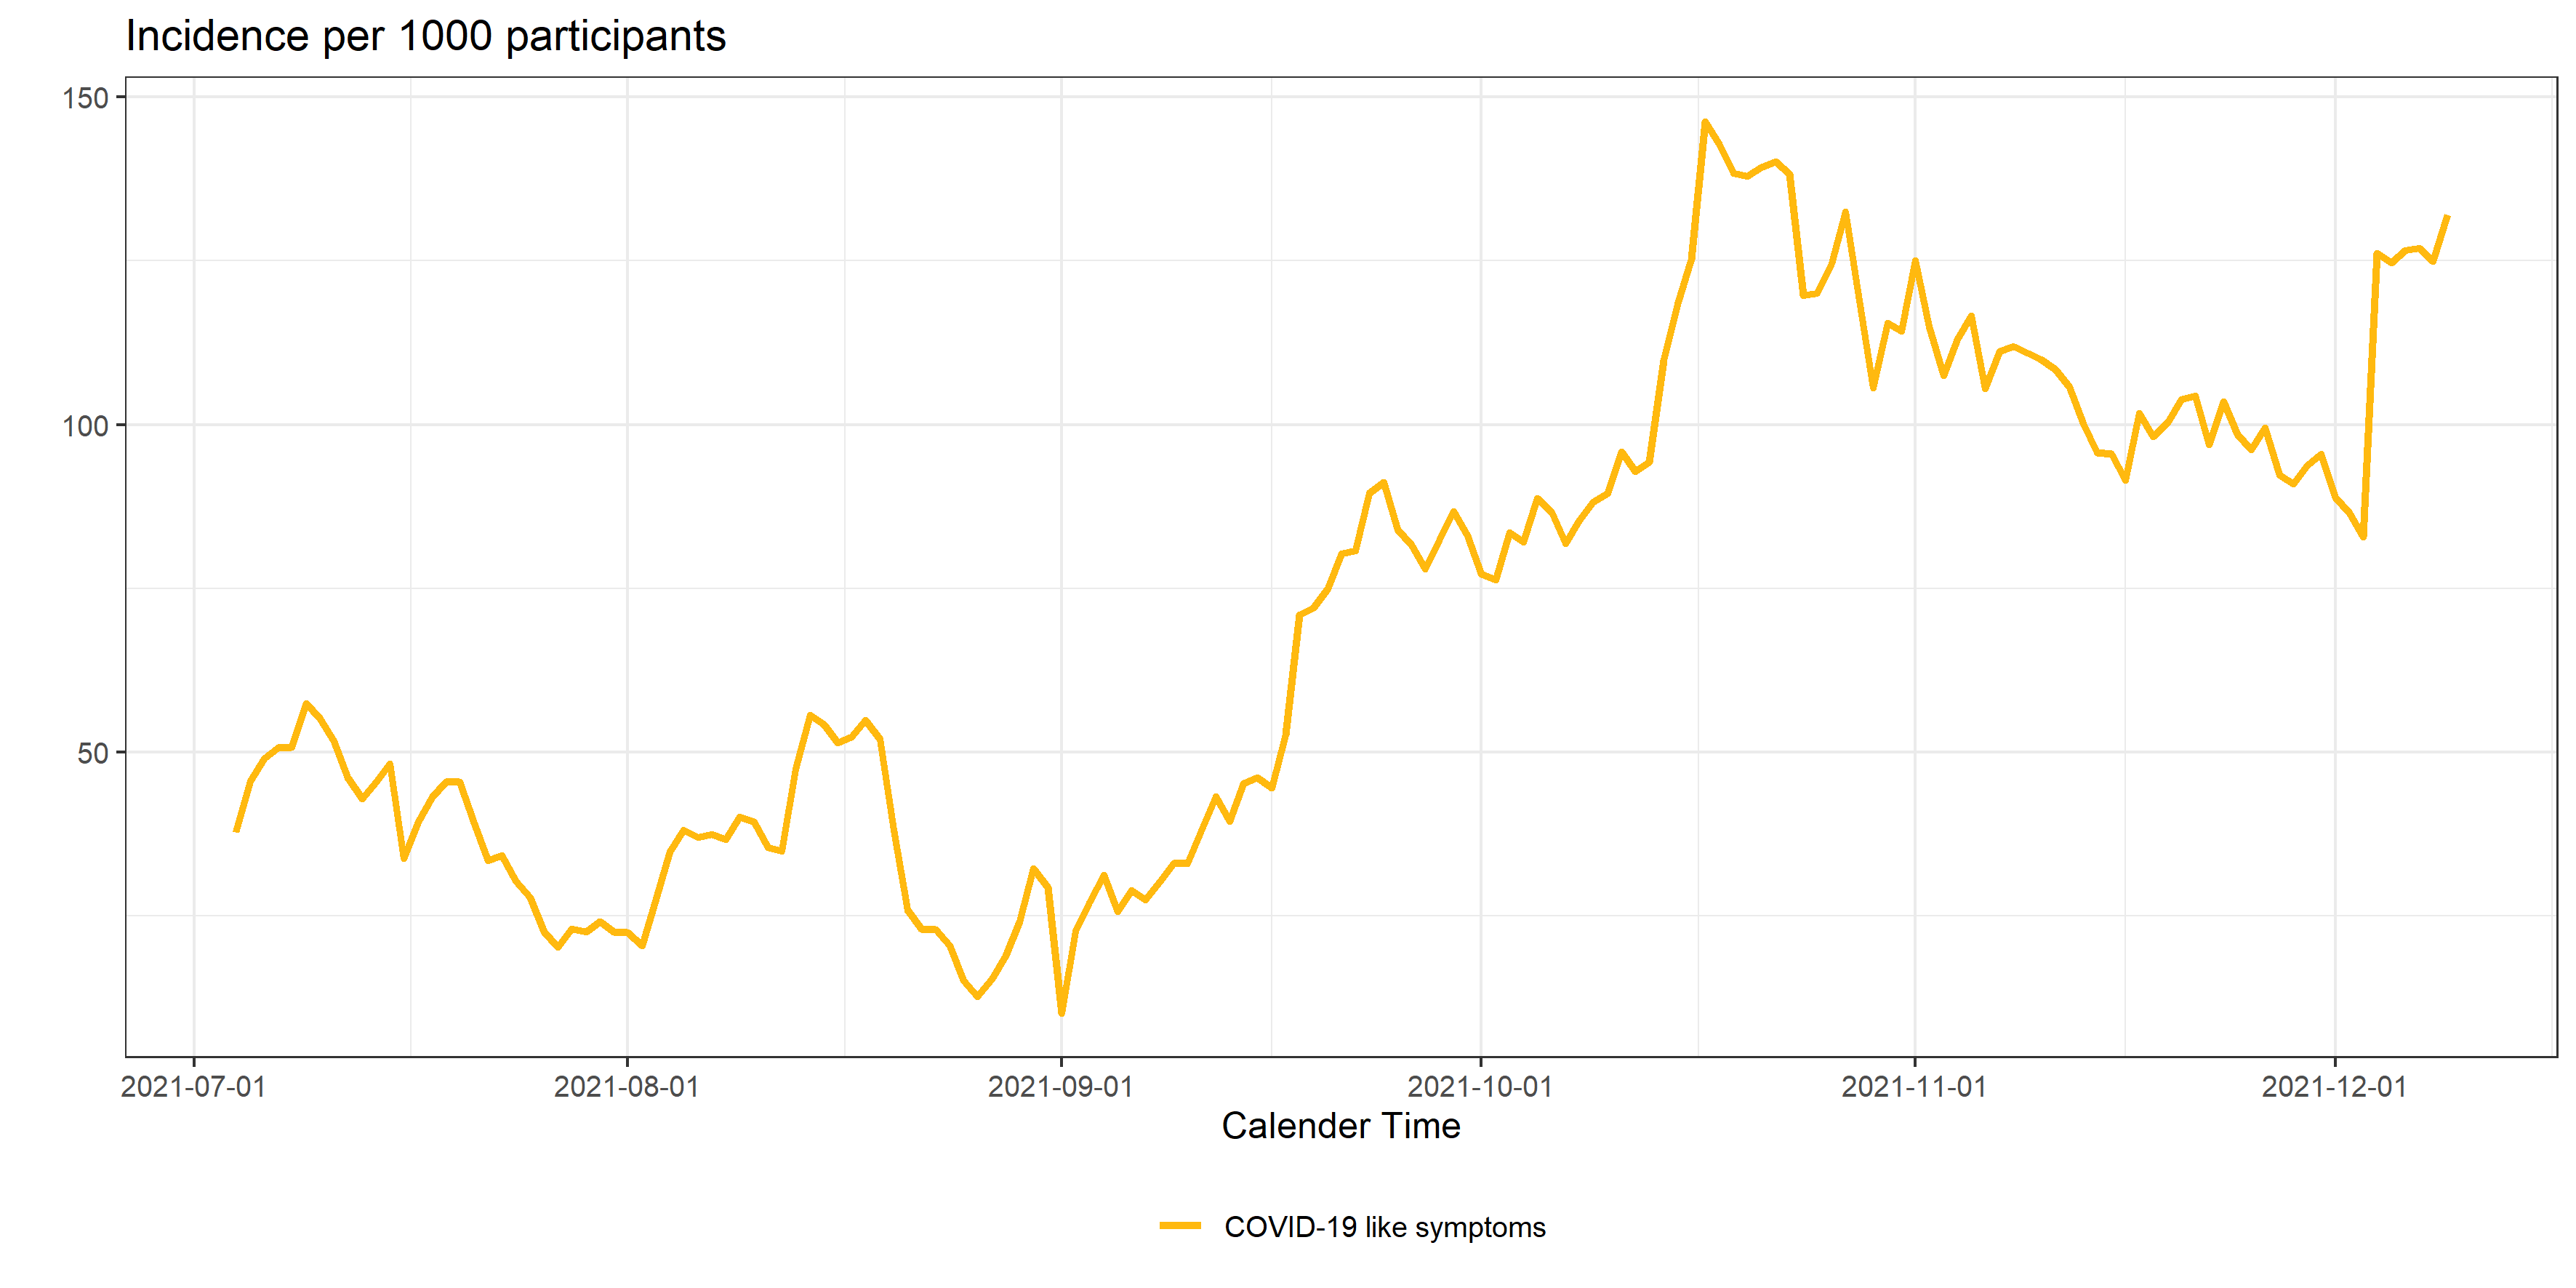 Incidence per 1000 participants
150
100
50
2021-07-01 2021-08-01 2021-09-01 2021-10-01 2021-11-01 2021-12-01
Calender Time
COVID-19 like symptoms